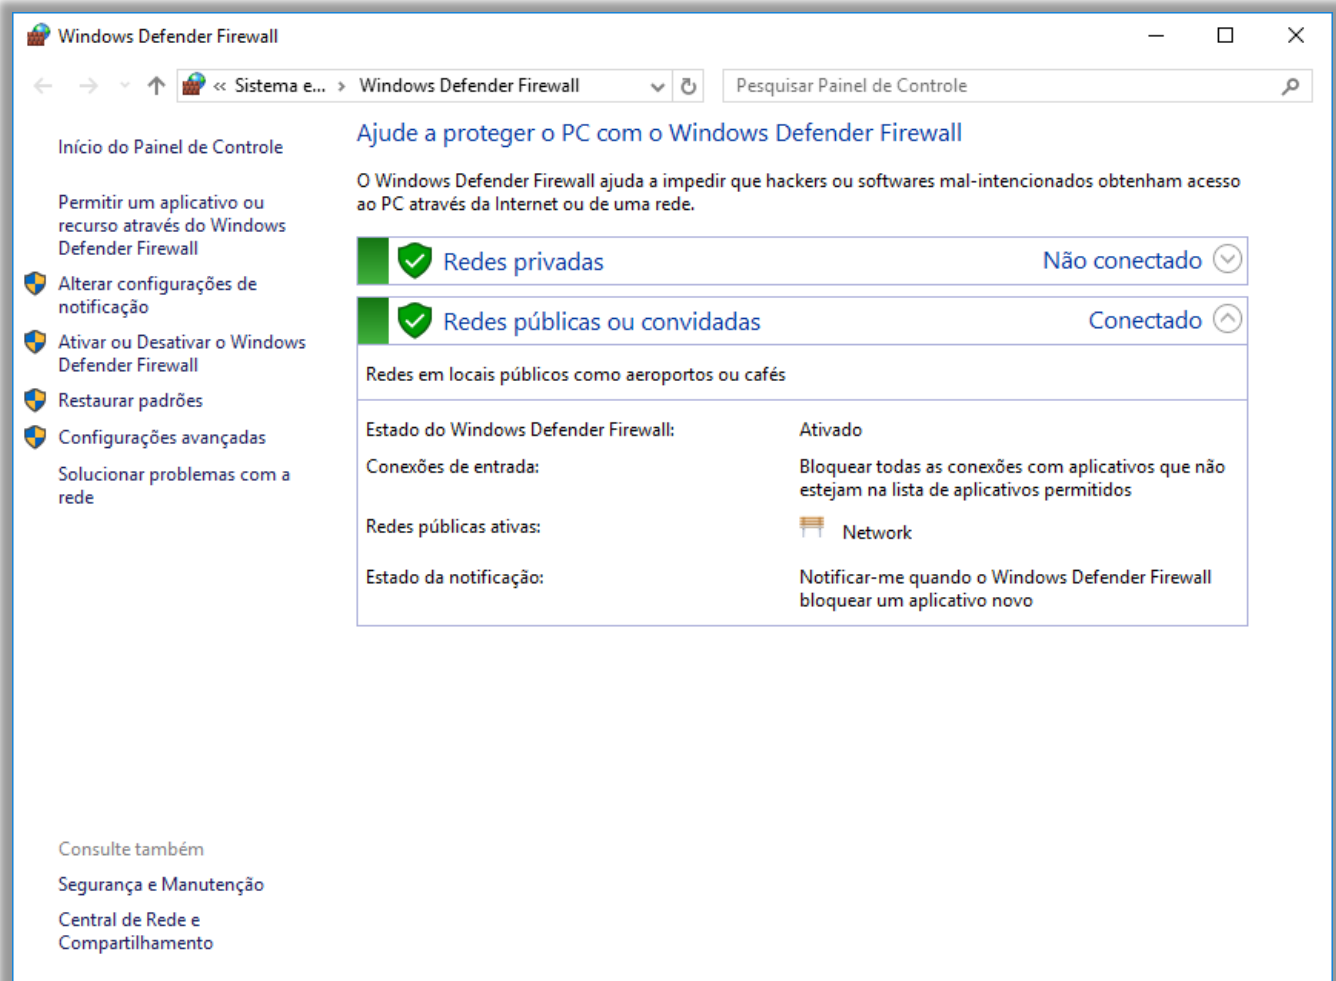 Windows Defender Firewall
« Sistema e... > Windows Defender Firewall
Pesquisar Painel de Controle
Início do Painel de Controle
Permitir um aplicativo ou
recurso através do Windows
Defender Firewall
Alterar configurações de
notificação
Ativar ou Desativar o Windows
Defender Firewall
Restaurar padrões
Configurações avançadas
Solucionar problemas com a
rede
Ajude a proteger o PC com o Windows Defender Firewall
O Windows Defender Firewall ajuda a impedir que hackers ou softwares mal-intencionados obtenham acesso
ao PC através da Internet ou de uma rede.
Redes privadas Não conectado
Redes públicas ou convidadas Conectado
Redes em locais públicos como aeroportos ou cafés
Estado do Windows Defender Firewall: Ativado
Conexões de entrada: Bloquear todas as conexões com aplicativos que não
estejam na lista de aplicativos permitidos
Redes públicas ativas: Network
Estado da notificação: Notificar-me quando o Windows Defender Firewall
bloquear um aplicativo novo
Consulte também
Segurança e Manutenção
Central de Rede e
Compartilhamento